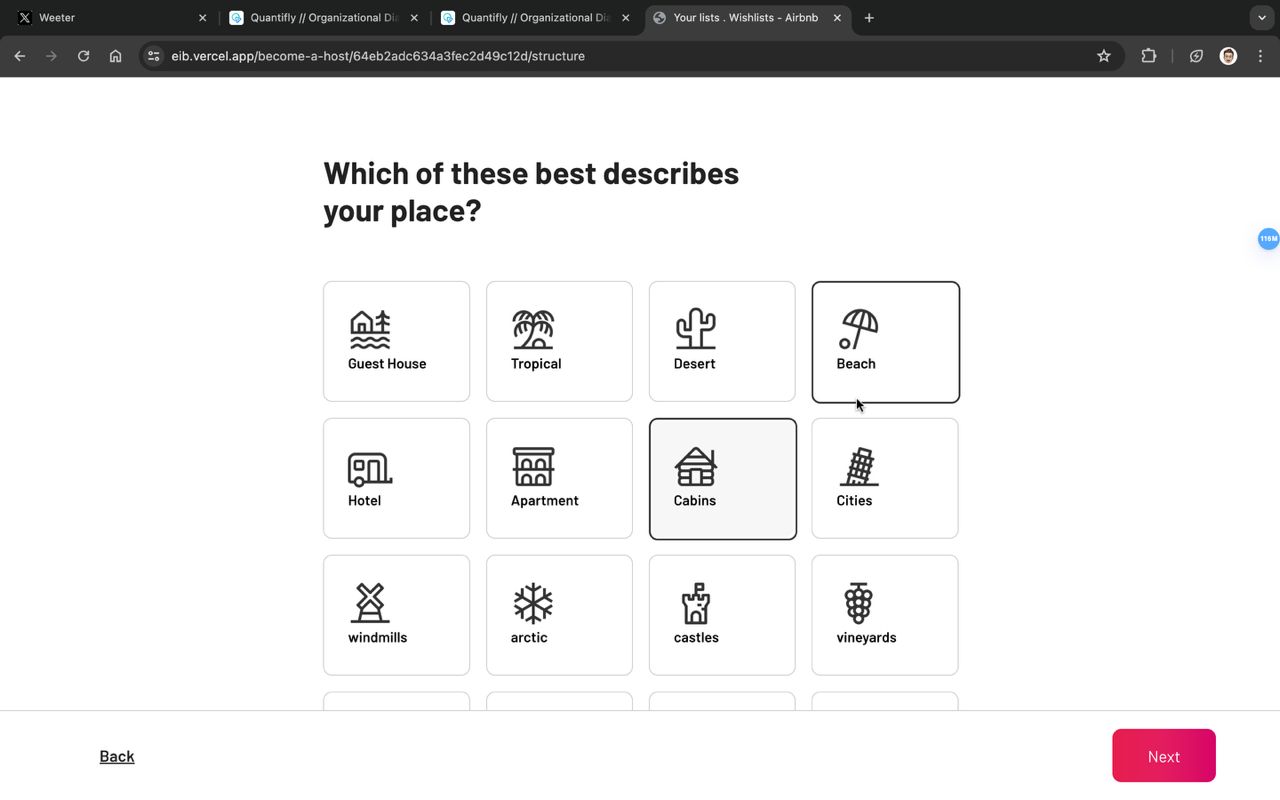 Weeter
Quantifly // Organizational Di
Quantifly // Organizational Di
Your lists . Wishlists - Airbnb
eib.vercel.app/become-a-host/64eb2adc634a3fec2d49c12d/structure
Which of these best describes
your place?
116M
Guest House
Tropical
Desert
Beach
Hotel
Apartment
Cabins
Cities
windmills
arctic
castles
vineyards
Back
Next